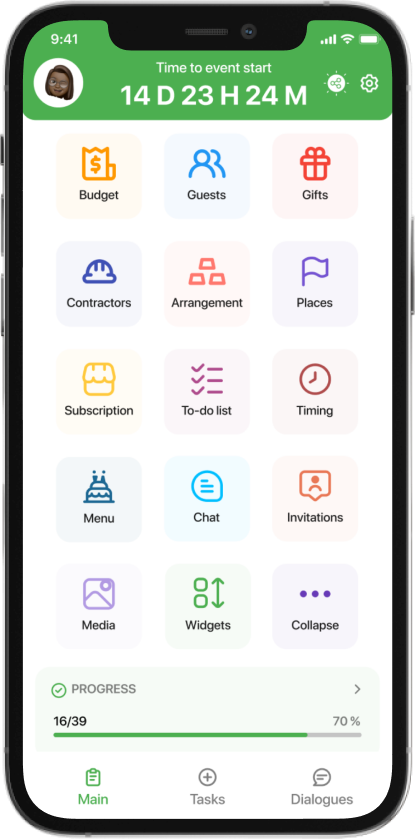 9:41
Time to event start
14 D 23 H 24 M
Budget
Guests
Gifts
Contractors
Arrangement
Places
Subscription
To-do list
Timing
Menu
Chat
Invitations
Media
Widgets
Collapse
PROGRESS
16/39
70 %
Main
Tasks
Dialogues